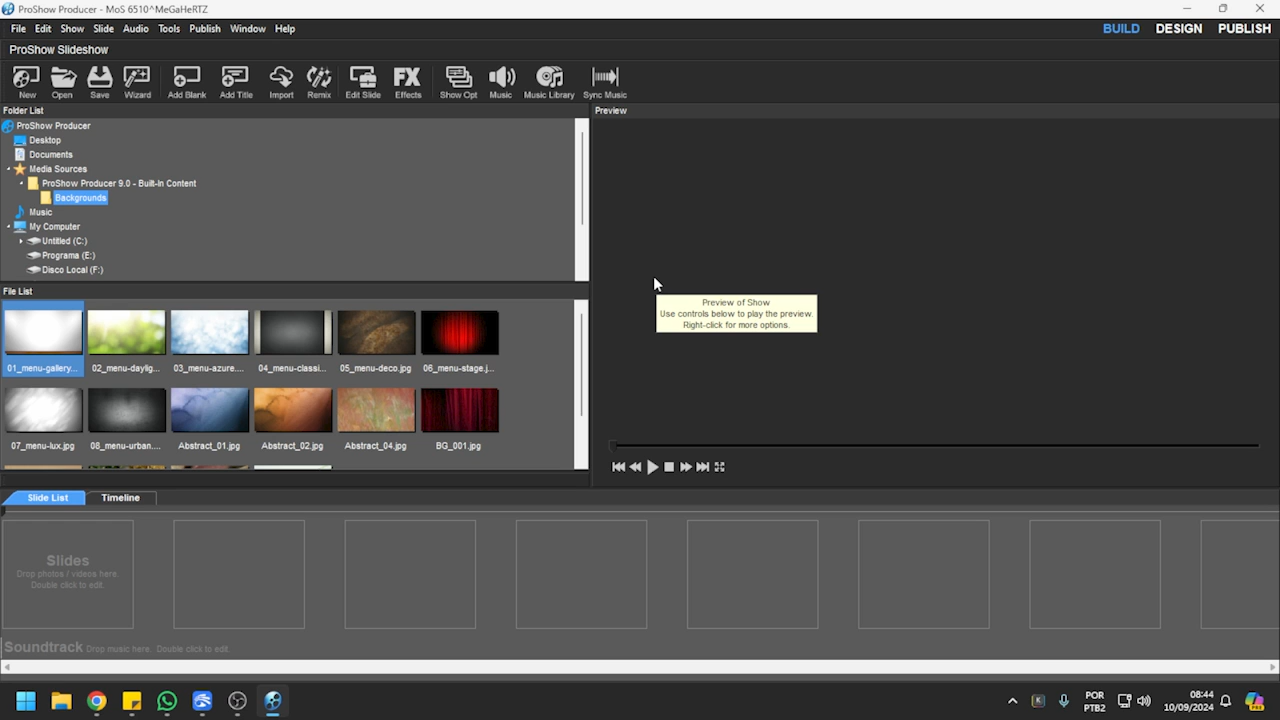 ProShow Producer - MoS 6510^MeGaHeRTZ
File Edit Show Slide Audio Tools Publish Window Help
BUILD DESIGN PUBLISH
ProShow Slideshow
New Open Save Wizard Add Blank Add Title Import Remix Edit Slide Effects Show Opt Music Music Library Sync Music
FX
Folder List
ProShow Producer
Desktop
Documents
Media Sources
ProShow Producer 9.0 - Built-In Content
Backgrounds
Music
My Computer
Untitled (C:)
Programa (E:)
Disco Local (F:)
File List
01_menu-gallery... 02_menu-daylig... 03_menu-azure.... 04_menu-classi... 05_menu-deco.jpg 06_menu-stage.j...
07_menu-lux.jpg 08_menu-urban.... Abstract_01.jpg Abstract_02.jpg Abstract_04.jpg BG_001.jpg
Preview
Preview of Show
Use controls below to play the preview.
Right-click for more options.
Slide List Timeline
Slides
Drop photos / videos here.
Double click to edit.
Soundtrack Drop music here. Double click to edit.
K
POR
PTB2
08:44
10/09/2024
PRE